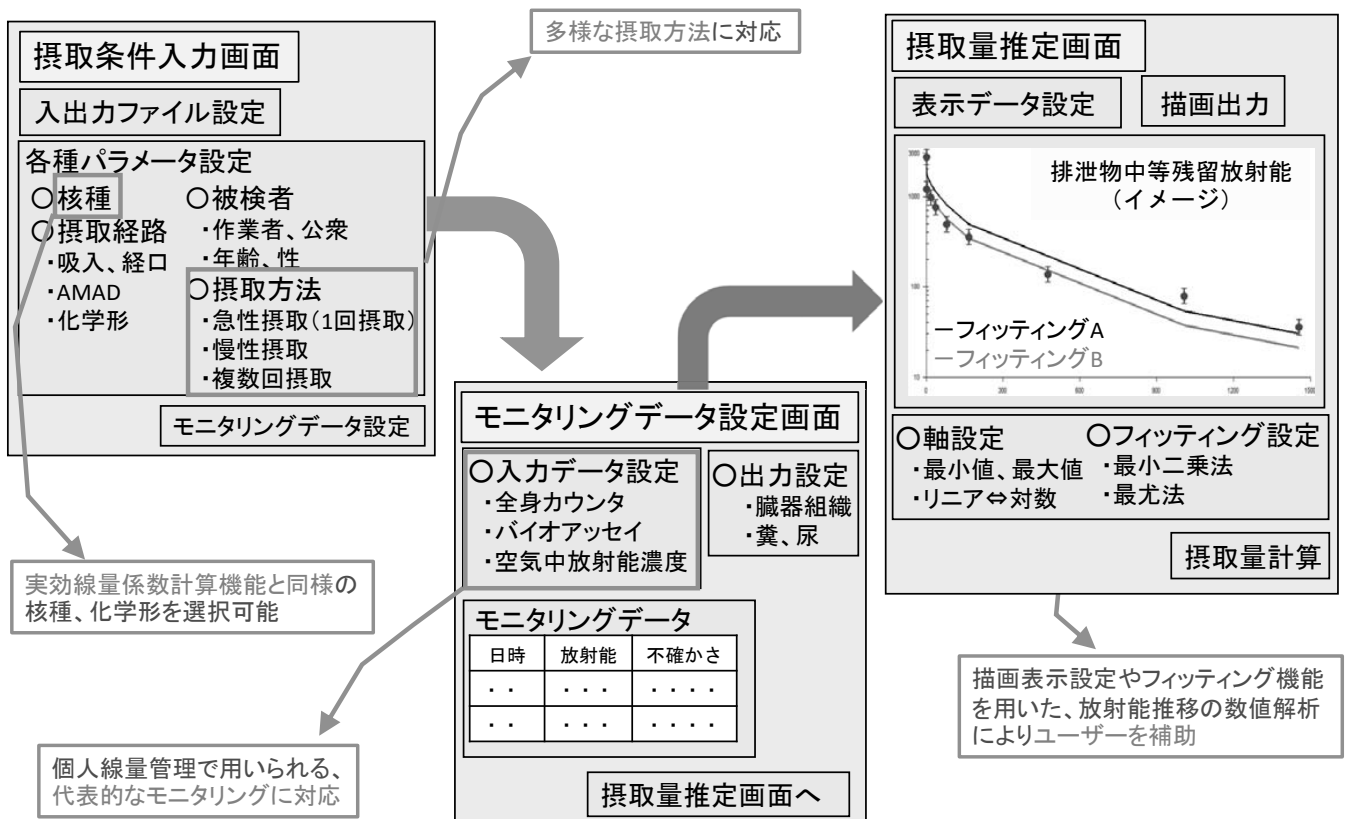 多様な摂取方法に対応
摂取条件入力画面
入出力ファイル設定
各種パラメータ設定
○核種
○摂取経路
・吸入、経口
・AMAD
・化学形
○被検者
・作業者、公衆
・年齢、性
○摂取方法
・急性摂取(1回摂取)
・慢性摂取
・複数回摂取
モニタリングデータ設定
実効線量係数計算機能と同様の
核種、化学形を選択可能
モニタリングデータ設定画面
○入力データ設定
・全身カウンタ
・バイオアッセイ
・空気中放射能濃度
○出力設定
・臓器組織
・糞、尿
モニタリングデータ
日時 放射能 不確かさ
・・ ・・・ ・・・・
・・ ・・・ ・・・・
摂取量推定画面へ
個人線量管理で用いられる、
代表的なモニタリングに対応
摂取量推定画面
表示データ設定
描画出力
排泄物中等残留放射能
(イメージ)
3000
1000
100
10
0 300 600 900 1200 1500
ーフィッティングA
ーフィッティングB
○軸設定
・最小値、最大値
・リニア⇔対数
○フィッティング設定
・最小二乗法
・最尤法
摂取量計算
描画表示設定やフィッティング機能
を用いた、放射能推移の数値解析
によりユーザーを補助